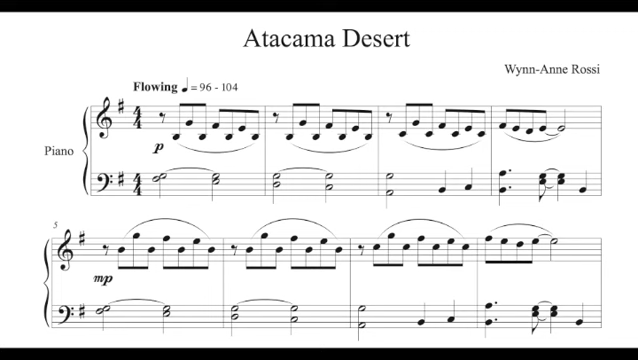 Atacama Desert
Wynn-Anne Rossi
Flowing ♩ = 96 - 104
Piano
p
5
mp